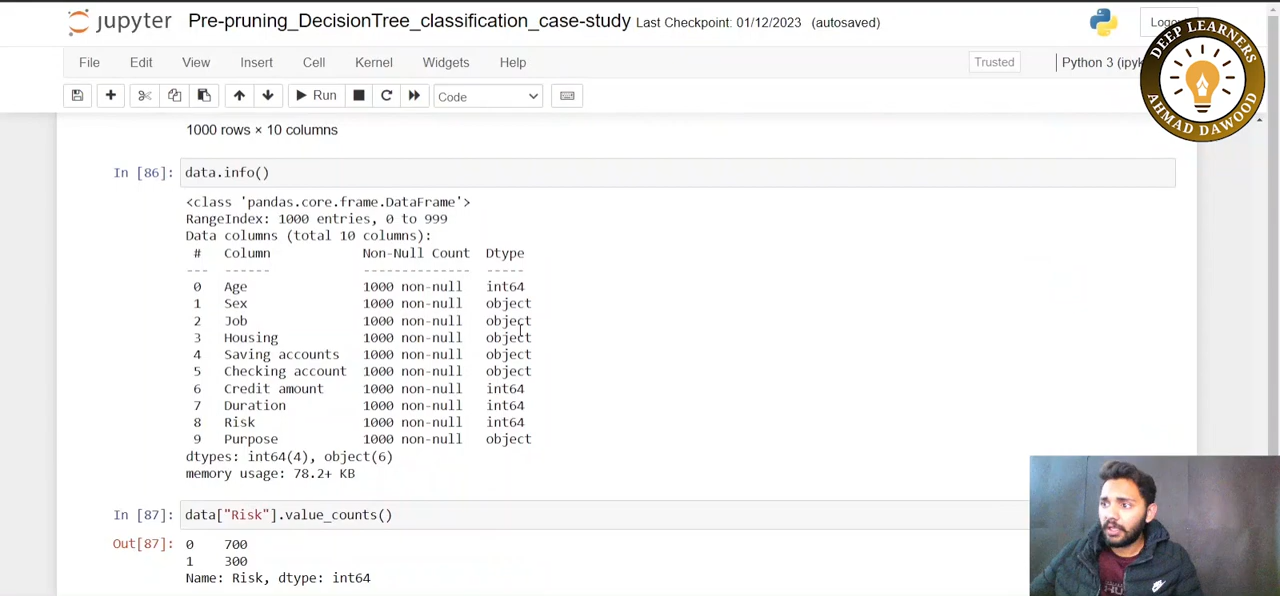 jupyter Pre-pruning_DecisionTree_classification_case-study Last Checkpoint: 01/12/2023 (autosaved)
File Edit View Insert Cell Kernel Widgets Help Trusted Python 3
Run Code
DEEP LEARNERS
AHMAD DAWOOD
1000 rows × 10 columns
In [86]: data.info()
<class 'pandas.core.frame.DataFrame'>
RangeIndex: 1000 entries, 0 to 999
Data columns (total 10 columns):
# Column Non-Null Count Dtype
--- ------ -------------- -----
0 Age 1000 non-null int64
1 Sex 1000 non-null object
2 Job 1000 non-null object
3 Housing 1000 non-null object
4 Saving accounts 1000 non-null object
5 Checking account 1000 non-null object
6 Credit amount 1000 non-null int64
7 Duration 1000 non-null int64
8 Risk 1000 non-null int64
9 Purpose 1000 non-null object
dtypes: int64(4), object(6)
memory usage: 78.2+ KB
In [87]: data["Risk"].value_counts()
Out[87]: 0 700
1 300
Name: Risk, dtype: int64